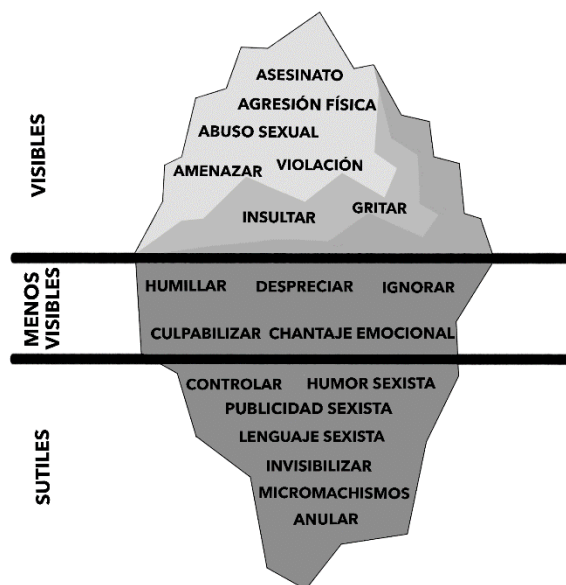 VISIBLES
ASESINATO
AGRESIÓN FÍSICA
ABUSO SEXUAL
AMENAZAR VIOLACIÓN
INSULTAR GRITAR
MENOS
VISIBLES
HUMILLAR DESPRECIAR IGNORAR
CULPABILIZAR CHANTAJE EMOCIONAL
SUTILES
CONTROLAR HUMOR SEXISTA
PUBLICIDAD SEXISTA
LENGUAJE SEXISTA
INVISIBILIZAR
MICROMACHISMOS
ANULAR